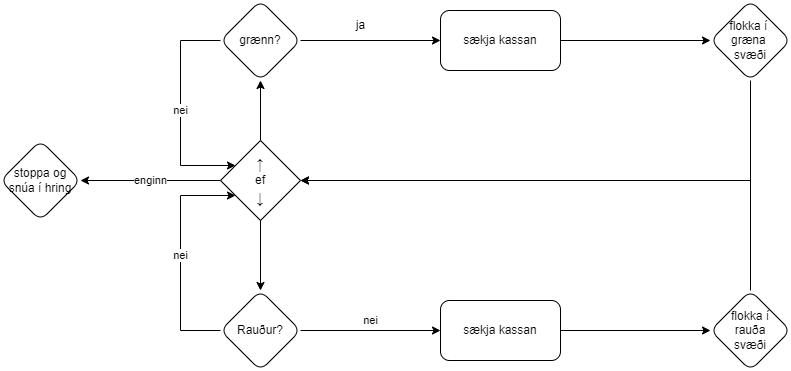 grænn?
ja
sækja kassan
flokka í
græna
svæði
nei
stoppa og
snúa í hring
enginn
↑
ef
↓
nei
Rauður?
nei
sækja kassan
flokka í
rauða
svæði